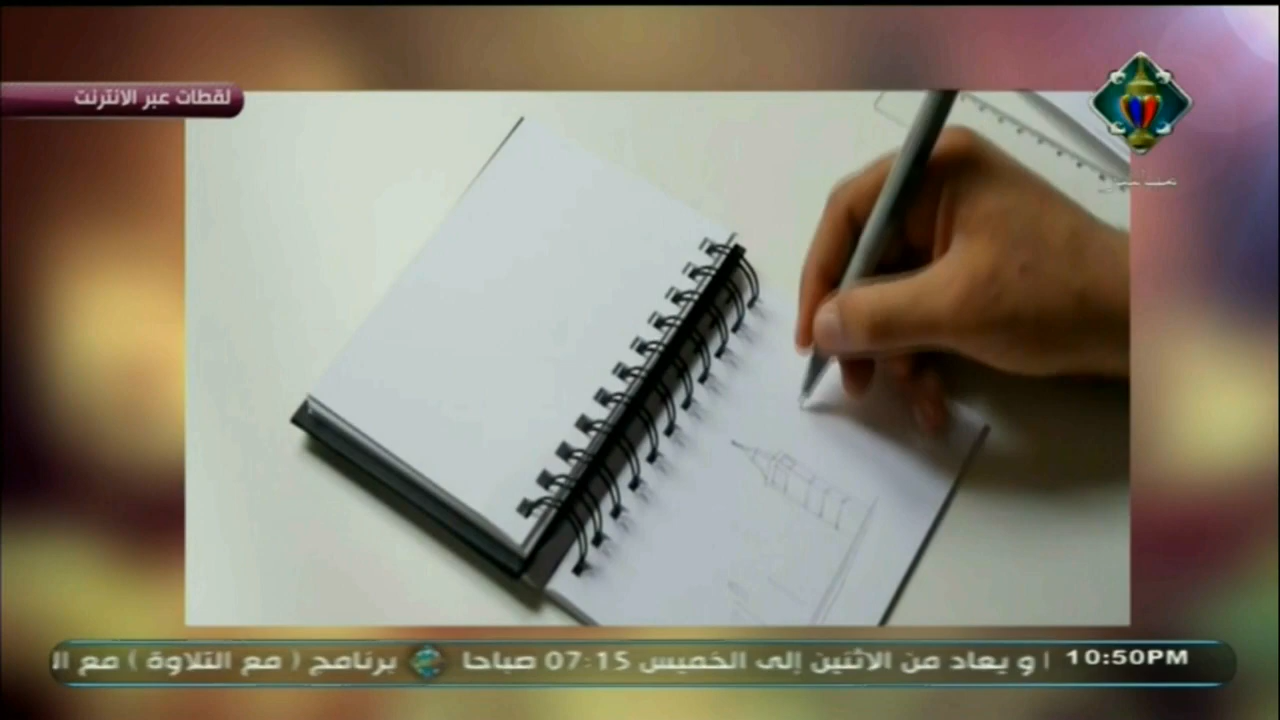 لقطات عبر الانترنت
10:50PM
و يعاد من الاثنين إلى الخميس 07:15 صباحا برنامج ( مع التلاوة ) مع